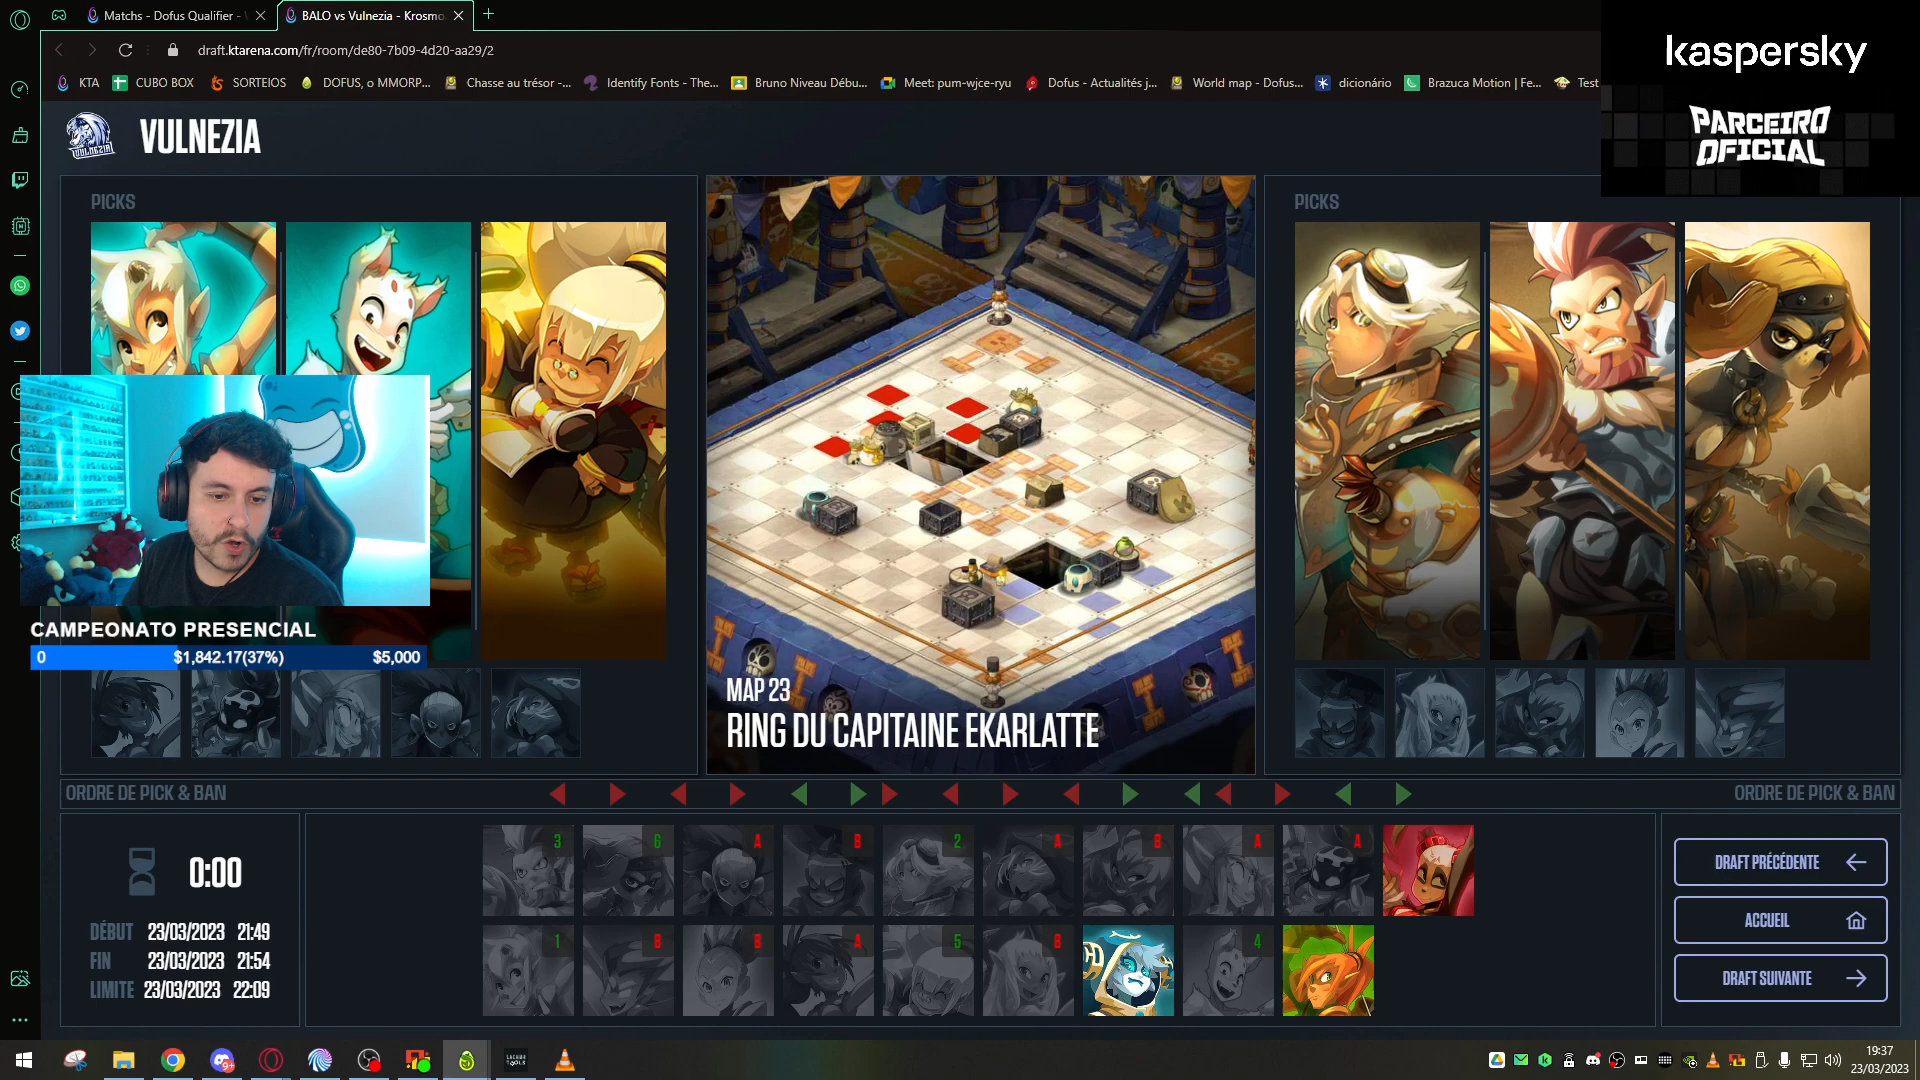 Matchs - Dofus Qualifier -
BALO vs Vulnezia - Krosmo
draft.ktarena.com/fr/room/de80-7b09-4d20-aa29/2
KTA
CUBO BOX
SORTEIOS
DOFUS, o MMORP...
Chasse au trésor -...
Identify Fonts - The...
Bruno Niveau Débu...
Meet: pum-wjce-ryu
Dofus - Actualités j...
World map - Dofus...
dicionário
Brazuca Motion | Fe...
Test
kaspersky
PARCEIRO
OFICIAL
VULNEZIA
VULNEZIA
PICKS
PICKS
CAMPEONATO PRESENCIAL
0 $1,842.17(37%) $5,000
MAP 23
RING DU CAPITAINE EKARLATTE
ORDRE DE PICK & BAN
ORDRE DE PICK & BAN
0:00
DÉBUT 23/03/2023 21:49
FIN 23/03/2023 21:54
LIMITE 23/03/2023 22:09
3 6 A B 2 A B A A
1 B B A 5 B 4
DRAFT PRÉCÉDENTE
ACCUEIL
DRAFT SUIVANTE
9+
TOOLS
19:37
23/03/2023